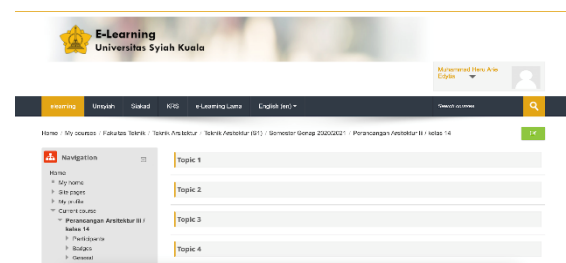 E-Learning
Universitas Syiah Kuala
Muhammad Heru Arie
Edytia
elearning Unsyiah Siakad KRS e-Learning Lama English (en)
Search courses
Home / My courses / Fakultas Teknik / Teknik Arsitektur / Teknik Arsitektur (S1) / Semester Genap 2020/2021 / Perancangan Arsitektur III / kelas 14
Navigation
Home
My home
Site pages
My profile
Current course
Perancangan Arsitektur III /
kelas 14
Participants
Badges
General
Topic 1
Topic 2
Topic 3
Topic 4